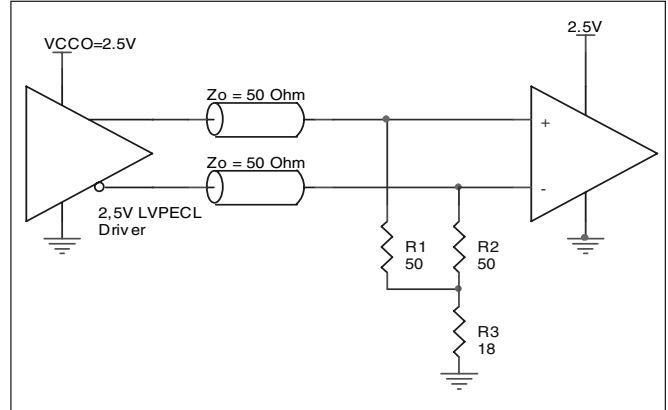 VCCO=2.5V
2.5V
Zo = 50 Ohm
+
Zo = 50 Ohm
-
2,5V LVPECL
Driver
R1
50
R2
50
R3
18